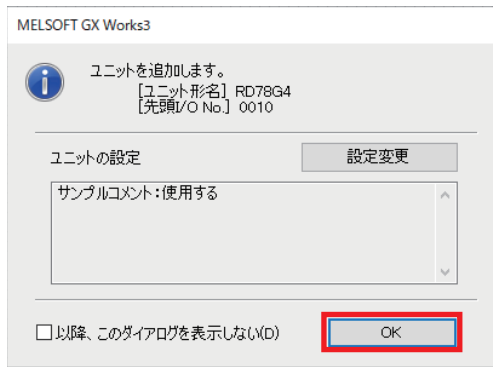 MELSOFT GX Works3
ユニットを追加します。
[ユニット形名] RD78G4
[先頭I/O No.] 0010
ユニットの設定
設定変更
サンプルコメント:使用する
以降、このダイアログを表示しない(D)
OK